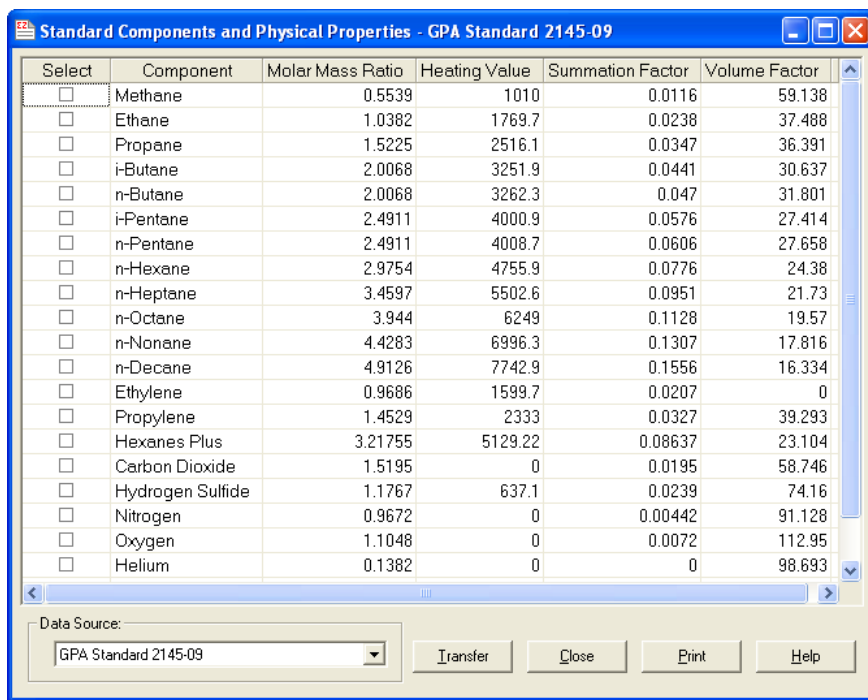 Standard Components and Physical Properties - GPA Standard 2145-09
Select Component Molar Mass Ratio Heating Value Summation Factor Volume Factor
Methane 0.5539 1010 0.0116 59.138
Ethane 1.0382 1769.7 0.0238 37.488
Propane 1.5225 2516.1 0.0347 36.391
i-Butane 2.0068 3251.9 0.0441 30.637
n-Butane 2.0068 3262.3 0.047 31.801
i-Pentane 2.4911 4000.9 0.0576 27.414
n-Pentane 2.4911 4008.7 0.0606 27.658
n-Hexane 2.9754 4755.9 0.0776 24.38
n-Heptane 3.4597 5502.6 0.0951 21.73
n-Octane 3.944 6249 0.1128 19.57
n-Nonane 4.4283 6996.3 0.1307 17.816
n-Decane 4.9126 7742.9 0.1556 16.334
Ethylene 0.9686 1599.7 0.0207 0
Propylene 1.4529 2333 0.0327 39.293
Hexanes Plus 3.21755 5129.22 0.08637 23.104
Carbon Dioxide 1.5195 0 0.0195 58.746
Hydrogen Sulfide 1.1767 637.1 0.0239 74.16
Nitrogen 0.9672 0 0.00442 91.128
Oxygen 1.1048 0 0.0072 112.95
Helium 0.1382 0 0 98.693
Data Source:
GPA Standard 2145-09 Transfer Close Print Help